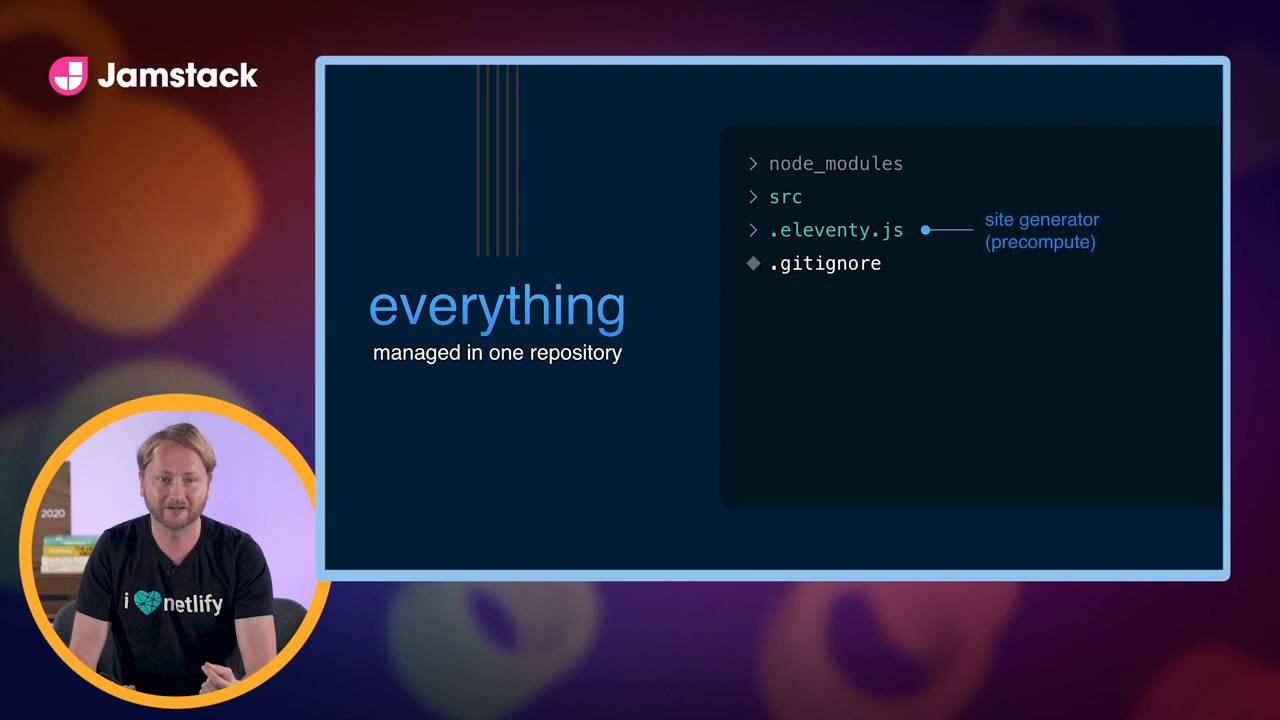 Jamstack
everything
managed in one repository
node_modules
src
.eleventy.js
site generator
(precompute)
.gitignore
2020
i netlify